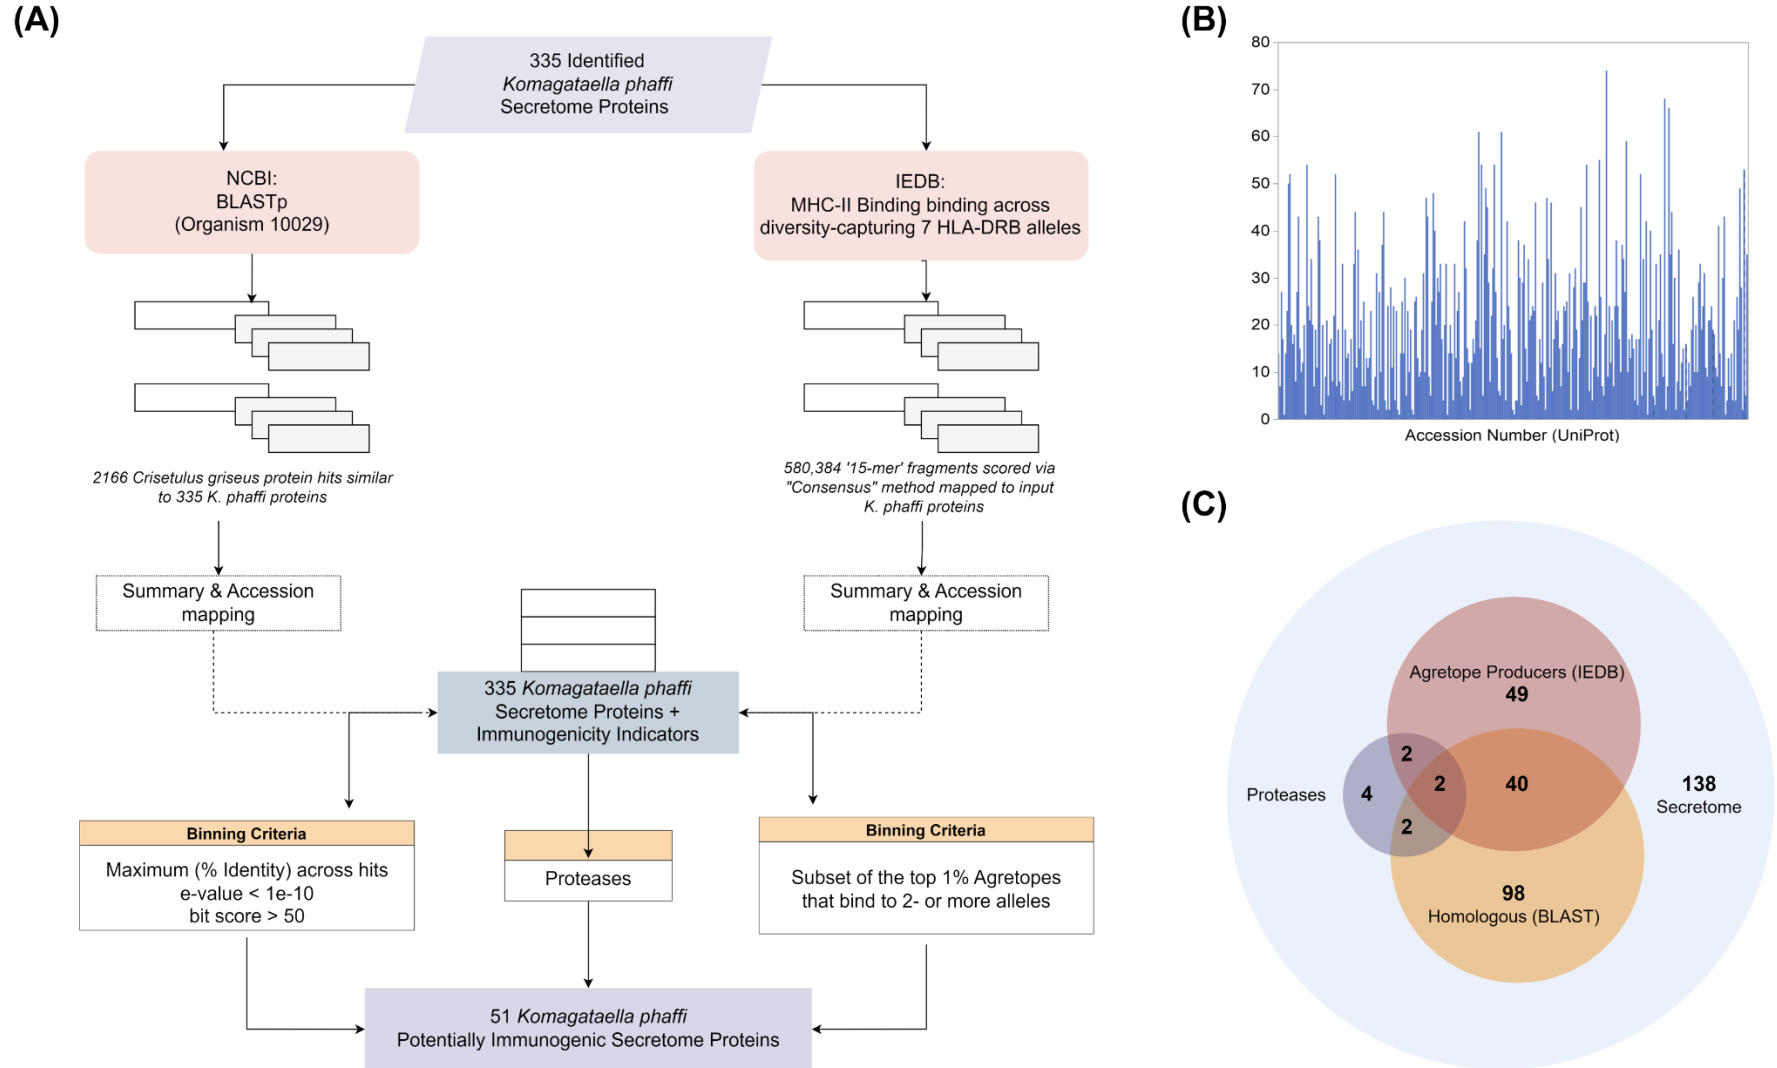 (A)
335 Identified
Komagataella phaffi
Secretome Proteins
NCBI:
BLASTp
(Organism 10029)
IEDB:
MHC-II Binding binding across
diversity-capturing 7 HLA-DRB alleles
2166 Crisetulus griseus protein hits similar
to 335 K. phaffi proteins
580,384 '15-mer' fragments scored via
"Consensus" method mapped to input
K. phaffi proteins
Summary & Accession
mapping
Summary & Accession
mapping
335 Komagataella phaffi
Secretome Proteins +
Immunogenicity Indicators
Binning Criteria
Maximum (% Identity) across hits
e-value < 1e-10
bit score > 50
Proteases
Binning Criteria
Subset of the top 1% Agretopes
that bind to 2- or more alleles
51 Komagataella phaffi
Potentially Immunogenic Secretome Proteins
(B)
80
70
60
50
40
30
20
10
0
Accession Number (UniProt)
(C)
Agretope Producers (IEDB)
49
2
Proteases
4
2
40
138
Secretome
2
98
Homologous (BLAST)